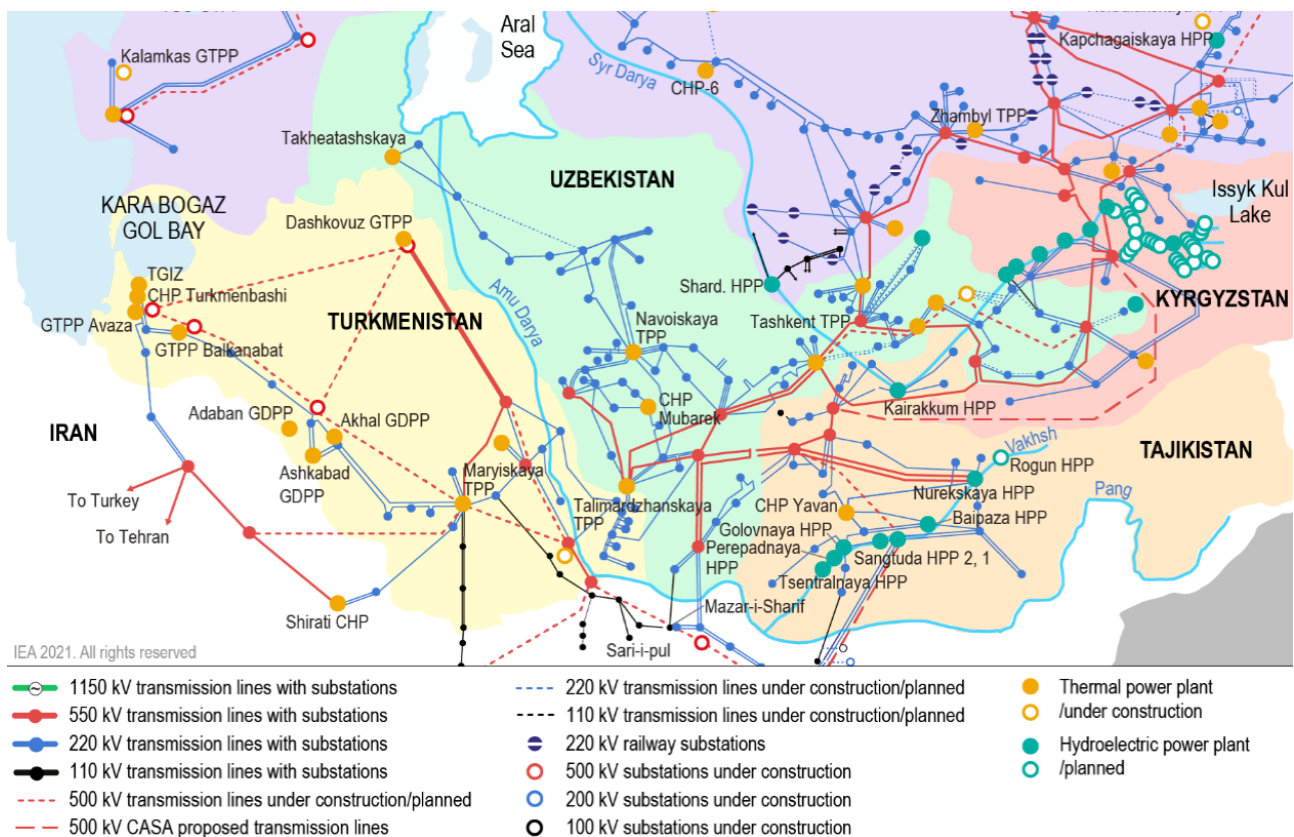 Aral
Sea
Kalamkas GTPP
Syr Darya
CHP-6
Kapchagaiskaya HPP
Zhambyl TPP
Takheatashskaya
UZBEKISTAN
Issyk Kul
Lake
KARA BOGAZ
GOL BAY
Dashkovuz GTPP
TGIZ
CHP Turkmenbashi
GTPP Avaza
Shard. HPP
KYRGYZSTAN
TURKMENISTAN
Amu Darya
Navoiskaya
TPP
Tashkent TPP
GTPP Balkanabat
CHP
Mubarek
Kairakkum HPP
Adaban GDPP
Akhal GDPP
IRAN
Ashkabad
GDPP
Maryiskaya
TPP
Talimardzhanskaya
TPP
TAJIKISTAN
Vakhsh
Rogun HPP
Nurekskaya HPP
Pang
CHP Yavan
Baipaza HPP
Golovnaya HPP
Perepadnaya
HPP
Sangtuda HPP 2, 1
Tsentralnaya HPP
To Turkey
To Tehran
Shirati CHP
Mazar-i-Sharif
Sari-i-pul
IEA 2021. All rights reserved
1150 kV transmission lines with substations
550 kV transmission lines with substations
220 kV transmission lines with substations
110 kV transmission lines with substations
500 kV transmission lines under construction/planned
500 kV CASA proposed transmission lines
220 kV transmission lines under construction/planned
110 kV transmission lines under construction/planned
220 kV railway substations
500 kV substations under construction
200 kV substations under construction
100 kV substations under construction
Thermal power plant
/under construction
Hydroelectric power plant
/planned